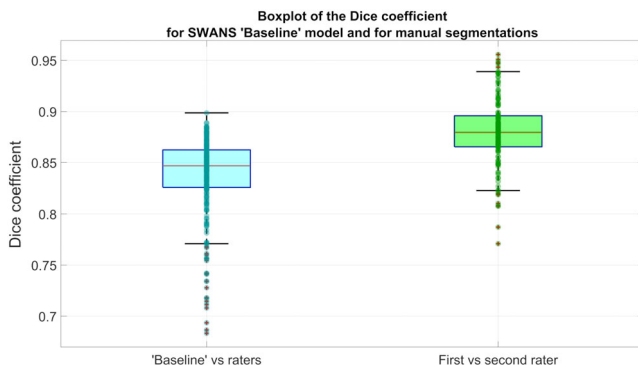 Boxplot of the Dice coefficient
for SWANS 'Baseline' model and for manual segmentations
Dice coefficient
0.95
0.9
0.85
0.8
0.75
0.7
'Baseline' vs raters
First vs second rater